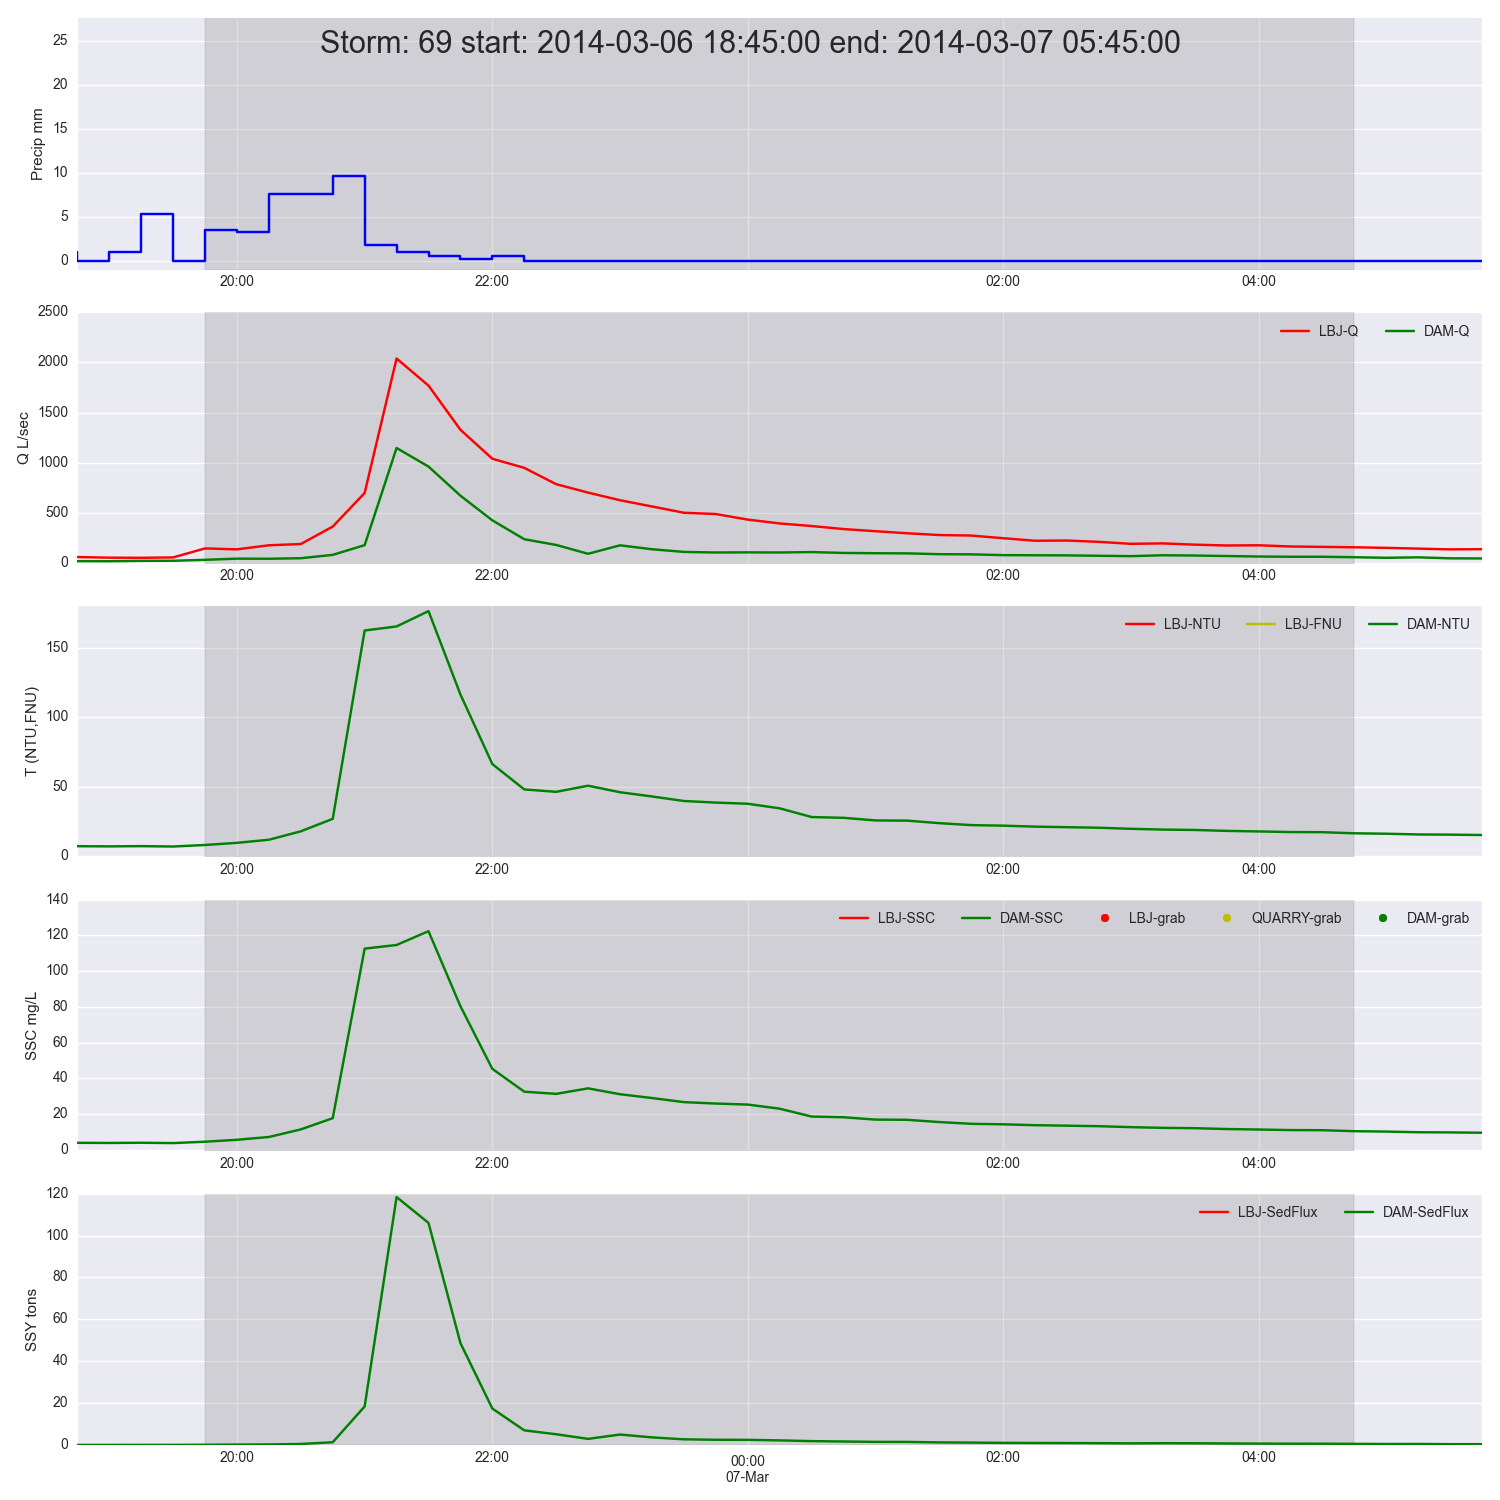 Storm: 69 start: 2014-03-06 18:45:00 end: 2014-03-07 05:45:00
Precip mm
25
20
15
10
5
0
20:00 22:00 02:00 04:00
Q L/sec
2500
2000
1500
1000
500
0
LBJ-Q DAM-Q
20:00 22:00 02:00 04:00
T (NTU,FNU)
150
100
50
0
LBJ-NTU LBJ-FNU DAM-NTU
20:00 22:00 02:00 04:00
SSC mg/L
140
120
100
80
60
40
20
0
LBJ-SSC DAM-SSC LBJ-grab QUARRY-grab DAM-grab
20:00 22:00 02:00 04:00
SSY tons
120
100
80
60
40
20
0
LBJ-SedFlux DAM-SedFlux
20:00 22:00 00:00 02:00 04:00
07-Mar